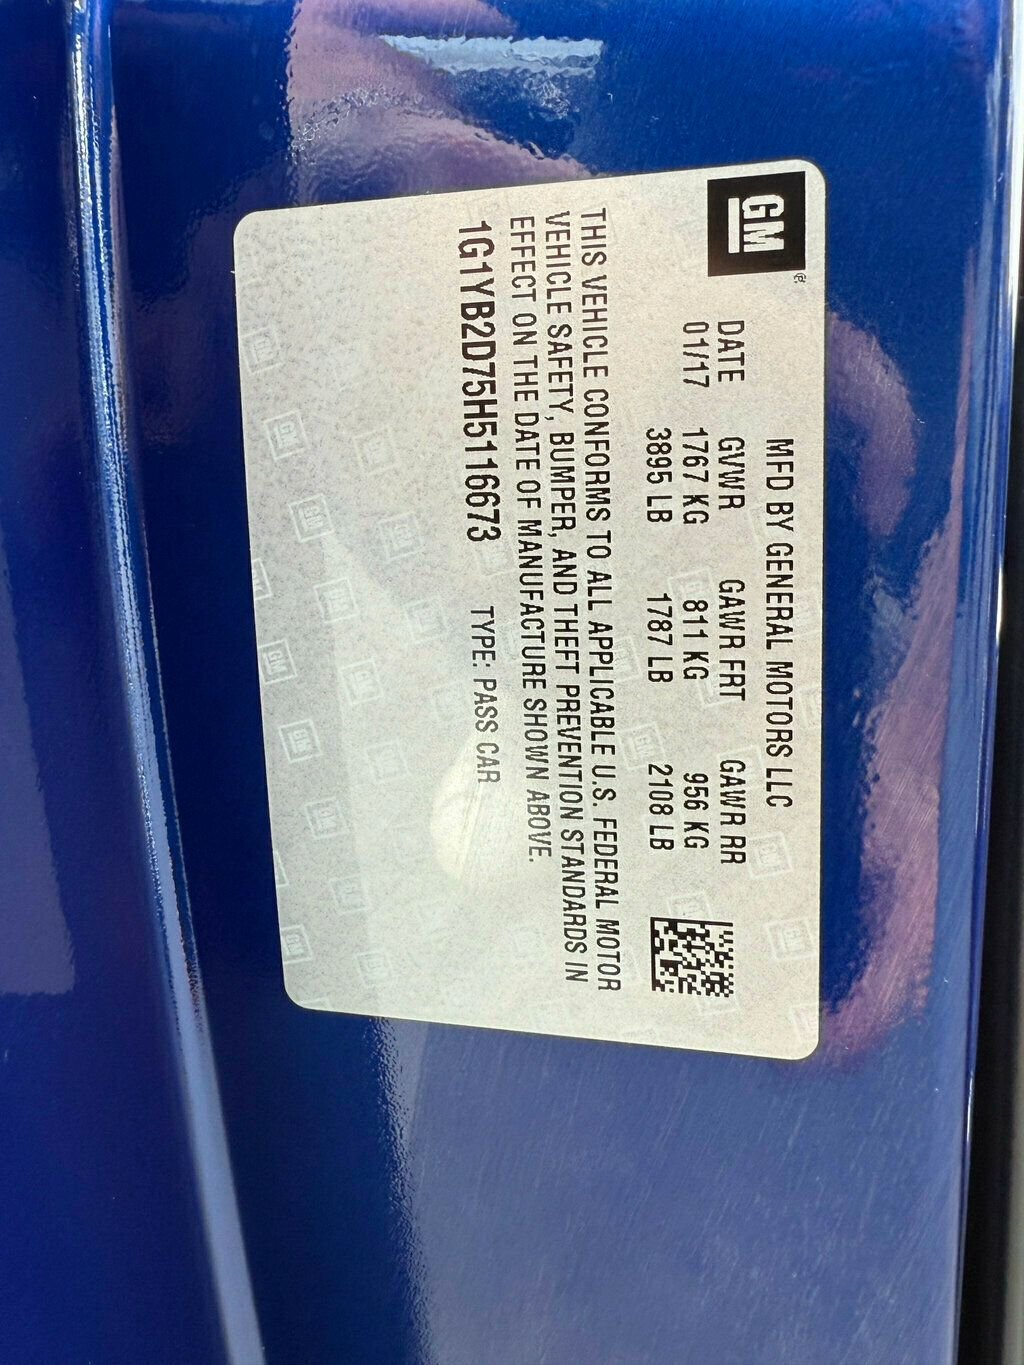 GM
MFD BY GENERAL MOTORS LLC
DATE GVWR GAWR FRT GAWR RR
01/17 1767 KG 811 KG 956 KG
3895 LB 1787 LB 2108 LB
THIS VEHICLE CONFORMS TO ALL APPLICABLE U.S. FEDERAL MOTOR
VEHICLE SAFETY, BUMPER, AND THEFT PREVENTION STANDARDS IN
EFFECT ON THE DATE OF MANUFACTURE SHOWN ABOVE.
1G1YB2D75H5116673 TYPE: PASS CAR